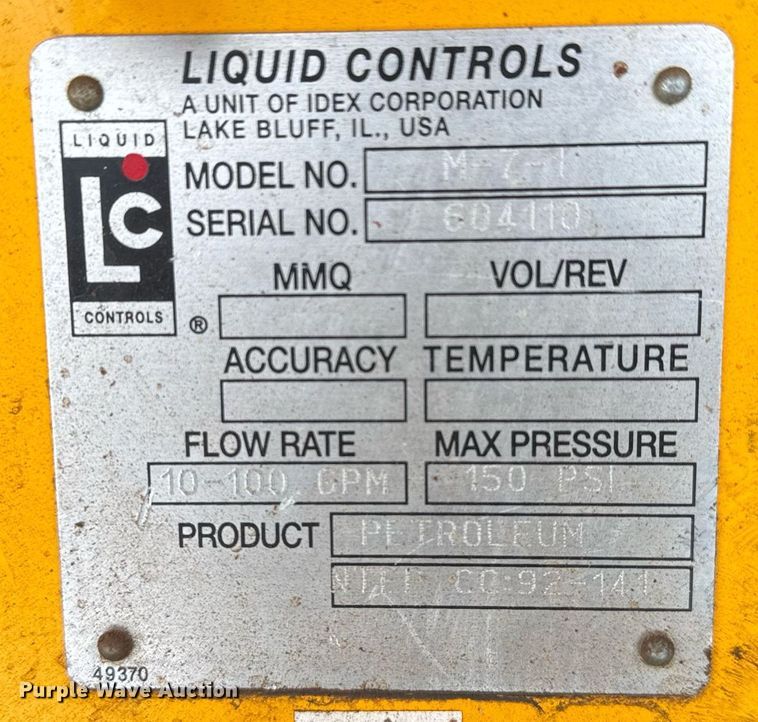 LIQUID CONTROLS
A UNIT OF IDEX CORPORATION
LAKE BLUFF, IL., USA
LIQUID
LC
CONTROLS
®
MODEL NO. M-7-1
SERIAL NO. 684110
MMQ VOL/REV
ACCURACY TEMPERATURE
FLOW RATE MAX PRESSURE
10-100 GPM 150 PSI
PRODUCT PETROLEUM
CC:92-141
49370
Purple Wave Auction